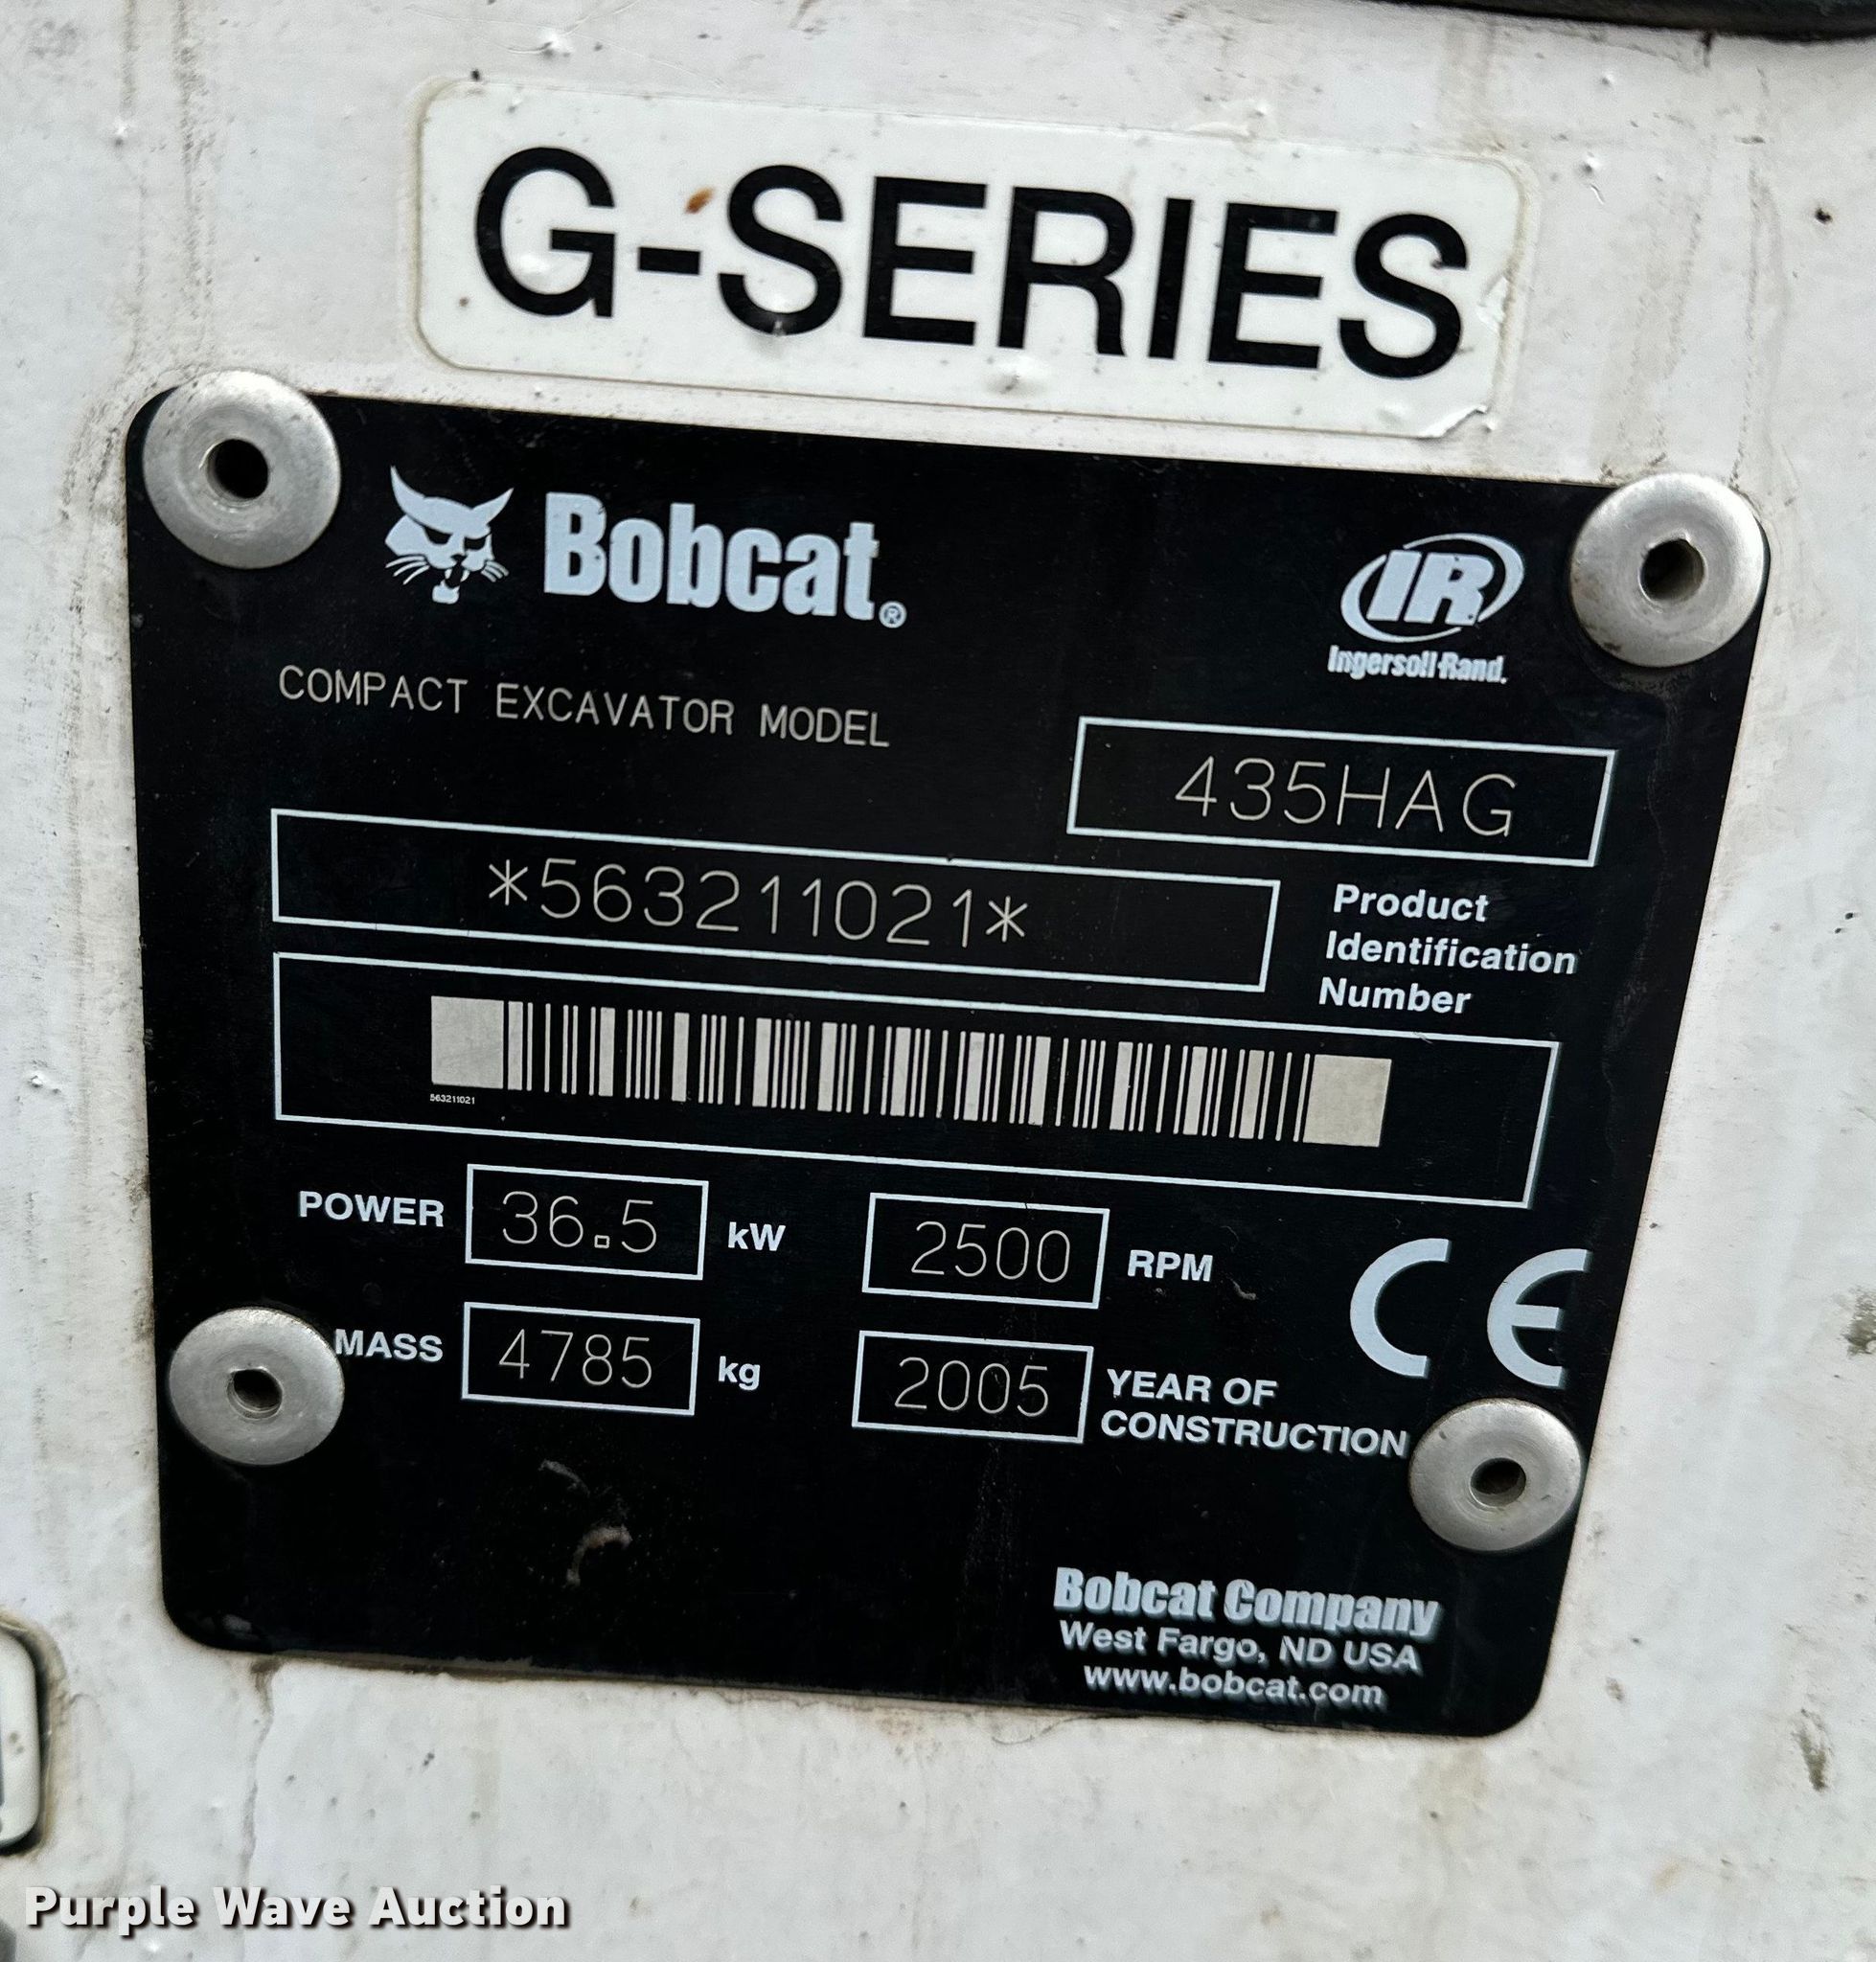 G-SERIES
Bobcat®
IR
Ingersoll-Rand.
COMPACT EXCAVATOR MODEL
435HAG
*563211021*
Product
Identification
Number
563211021
POWER 36.5 kW 2500 RPM
CE
MASS 4785 kg 2005 YEAR OF
CONSTRUCTION
Bobcat Company
West Fargo, ND USA
www.bobcat.com
Purple Wave Auction